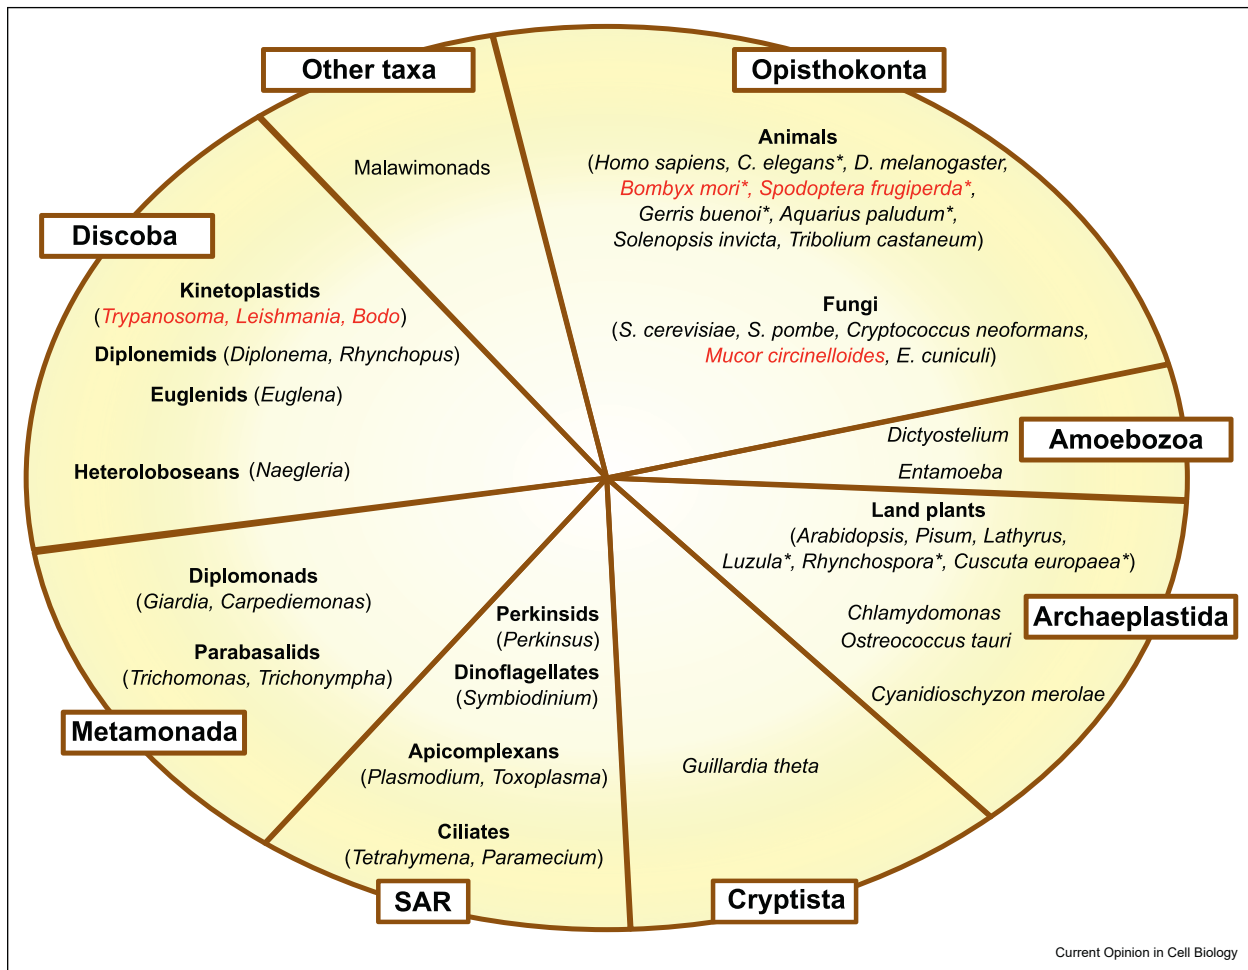 Other taxa
Malawimonads
Opisthokonta
Animals
(Homo sapiens, C. elegans*, D. melanogaster,
Bombyx mori*, Spodoptera frugiperda*,
Gerris buenoi*, Aquarius paludum*,
Solenopsis invicta, Tribolium castaneum)
Fungi
(S. cerevisiae, S. pombe, Cryptococcus neoformans,
Mucor circinelloides, E. cuniculi)
Discoba
Kinetoplastids
(Trypanosoma, Leishmania, Bodo)
Diplonemids (Diplonema, Rhynchopus)
Euglenids (Euglena)
Heteroloboseans (Naegleria)
Amoebozoa
Dictyostelium
Entamoeba
Land plants
(Arabidopsis, Pisum, Lathyrus,
Luzula*, Rhynchospora*, Cuscuta europaea*)
Archaeplastida
Chlamydomonas
Ostreococcus tauri
Cyanidioschyzon merolae
Diplomonads
(Giardia, Carpediemonas)
Parabasalids
(Trichomonas, Trichonympha)
Metamonada
Perkinsids
(Perkinsus)
Dinoflagellates
(Symbiodinium)
Apicomplexans
(Plasmodium, Toxoplasma)
Ciliates
(Tetrahymena, Paramecium)
SAR
Guillardia theta
Cryptista
Current Opinion in Cell Biology